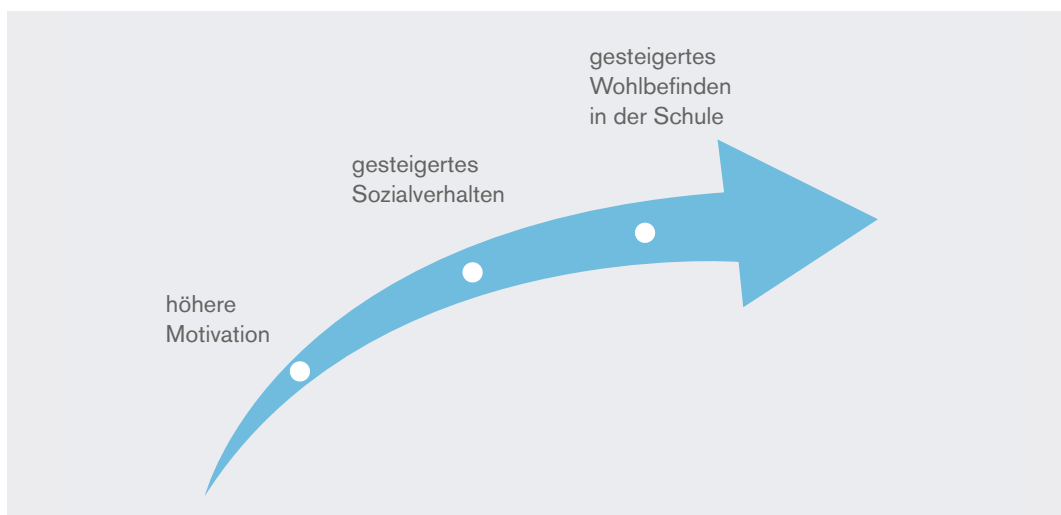 gesteigertes
Wohlbefinden
in der Schule
gesteigertes
Sozialverhalten
höhere
Motivation